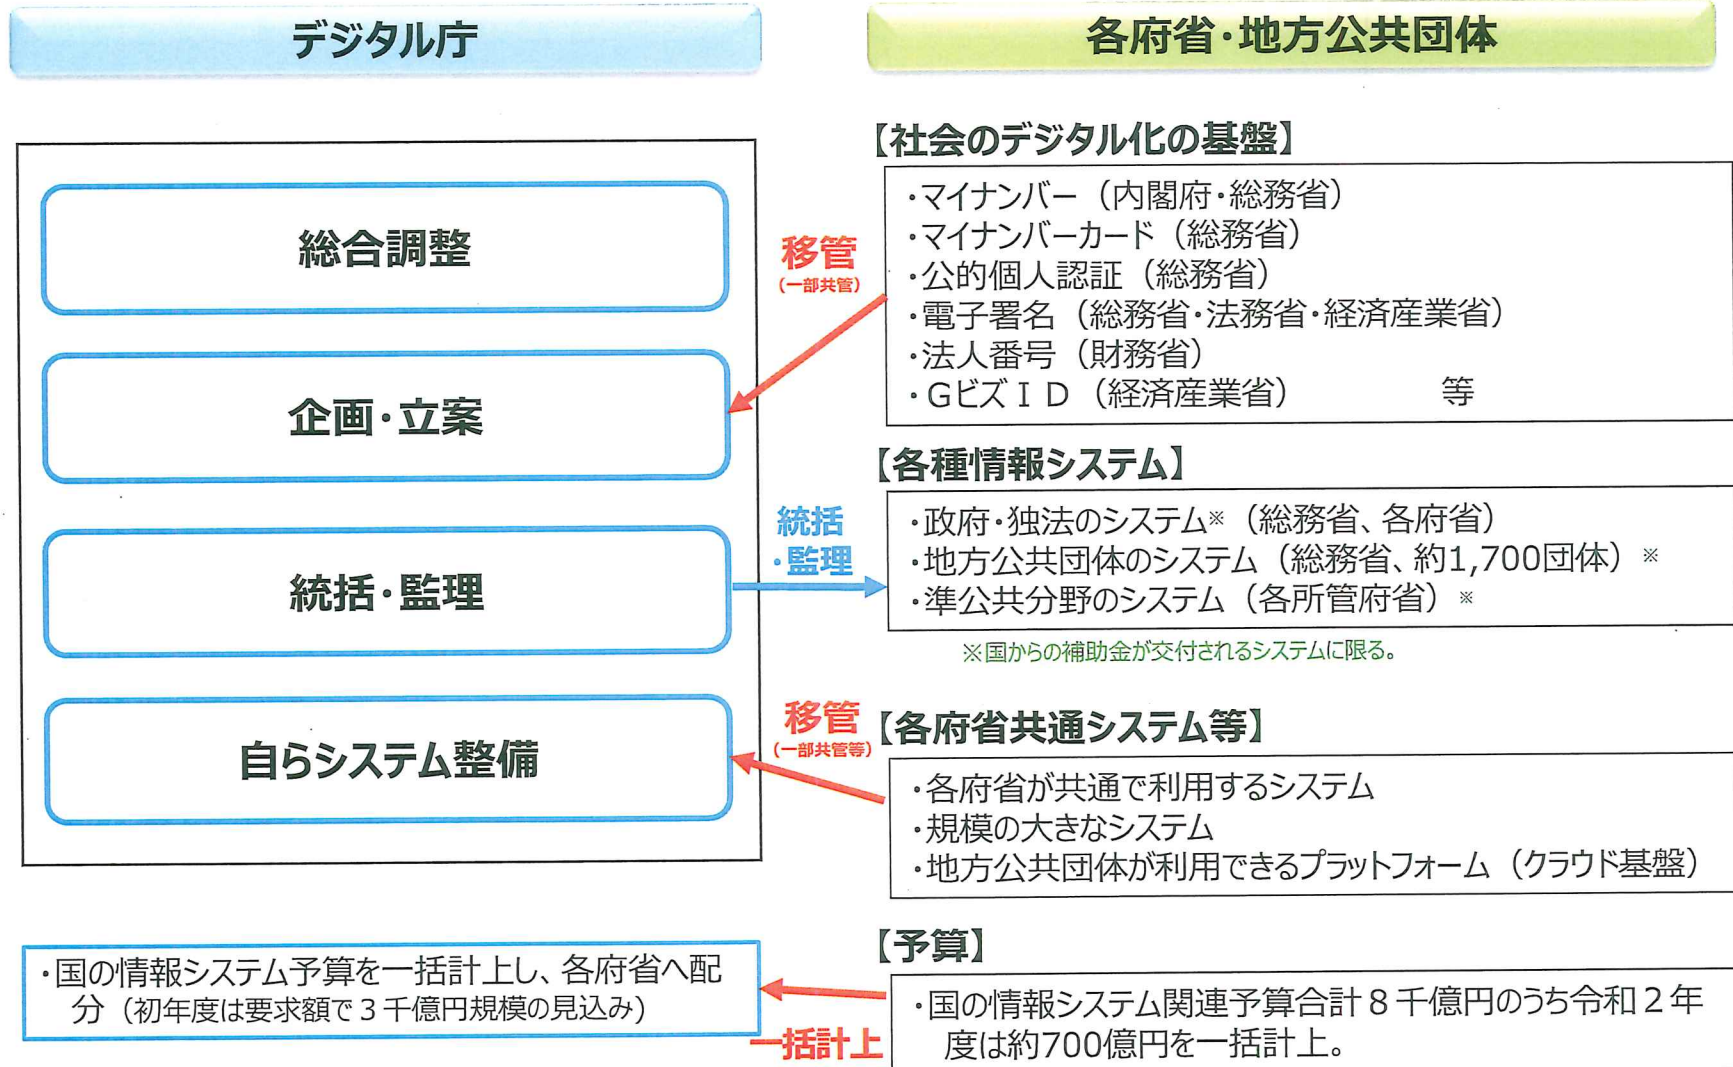 デジタル庁
各府省・地方公共団体
総合調整
企画・立案
統括・監理
自らシステム整備
・国の情報システム予算を一括計上し、各府省へ配
分（初年度は要求額で３千億円規模の見込み）
移管
（一部共管）
統括
・監理
移管
（一部共管等）
一括計上
【社会のデジタル化の基盤】
・マイナンバー（内閣府・総務省）
・マイナンバーカード（総務省）
・公的個人認証（総務省）
・電子署名（総務省・法務省・経済産業省）
・法人番号（財務省）
・GビズＩＤ（経済産業省） 等
【各種情報システム】
・政府・独法のシステム※（総務省、各府省）
・地方公共団体のシステム（総務省、約1,700団体）※
・準公共分野のシステム（各所管府省）※
※国からの補助金が交付されるシステムに限る。
【各府省共通システム等】
・各府省が共通で利用するシステム
・規模の大きなシステム
・地方公共団体が利用できるプラットフォーム（クラウド基盤）
【予算】
・国の情報システム関連予算合計８千億円のうち令和２年
度は約700億円を一括計上。